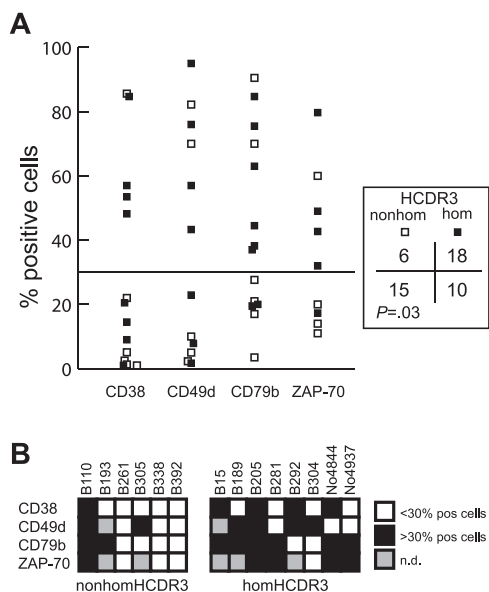 A
% positive cells
100
80
60
40
20
0
CD38 CD49d CD79b ZAP-70
HCDR3
nonhom hom
6 18
15 10
P=.03
B
B110 B193 B261 B305 B338 B392 B15 B189 B205 B281 B292 B304 No4844 No4937
CD38
CD49d
CD79b
ZAP-70
nonhomHCDR3 homHCDR3
<30% pos cells
>30% pos cells
n.d.